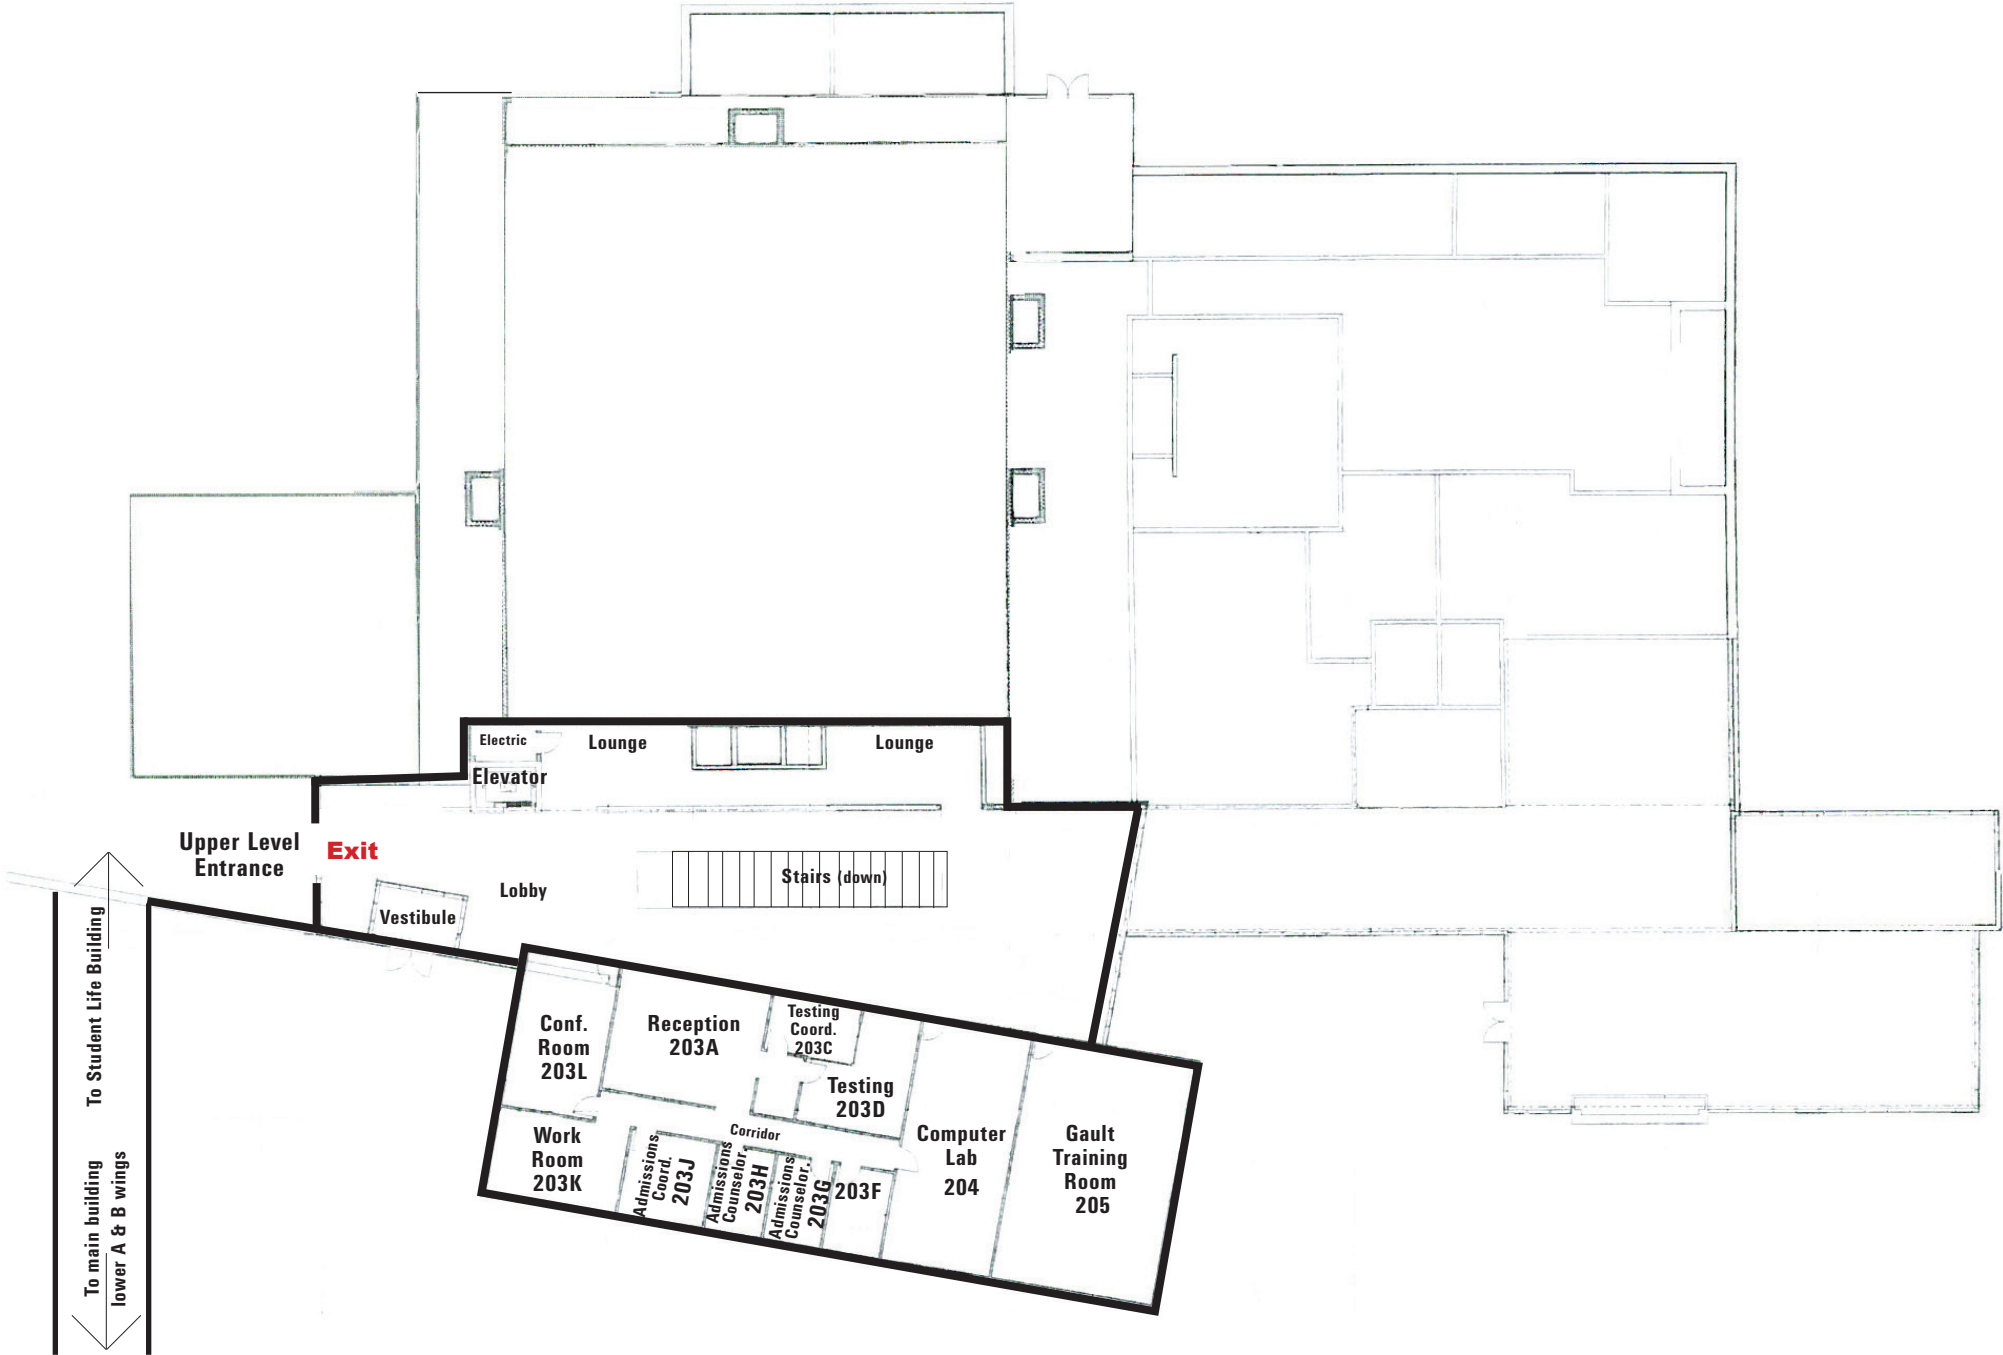 Electric
Lounge
Lounge
Elevator
Upper Level
Entrance
Exit
Stairs (down)
Lobby
Vestibule
To Student Life Building
To main building
lower A & B wings
Conf.
Room
203L
Reception
203A
Testing
Coord.
203C
Testing
203D
Corridor
Work
Room
203K
Admissions
Coord.
203J
Admissions
Counselor.
203H
Admissions
Counselor.
203G
203F
Computer
Lab
204
Gault
Training
Room
205